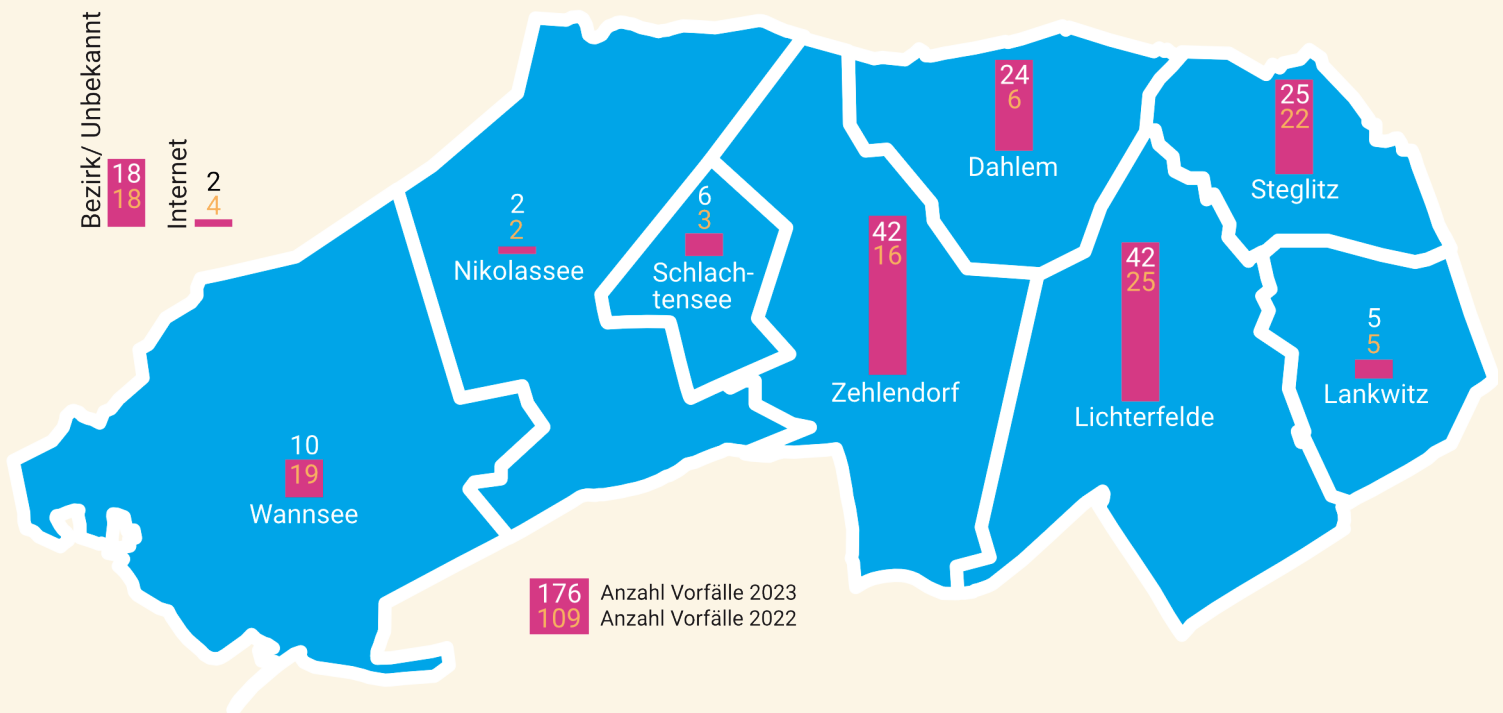 Bezirk/ Unbekannt
18
18
Internet
2
4
10
19
Wannsee
2
2
Nikolassee
6
3
Schlach-
tensee
42
16
Zehlendorf
24
6
Dahlem
42
25
Lichterfelde
25
22
Steglitz
5
5
Lankwitz
176 Anzahl Vorfälle 2023
109 Anzahl Vorfälle 2022